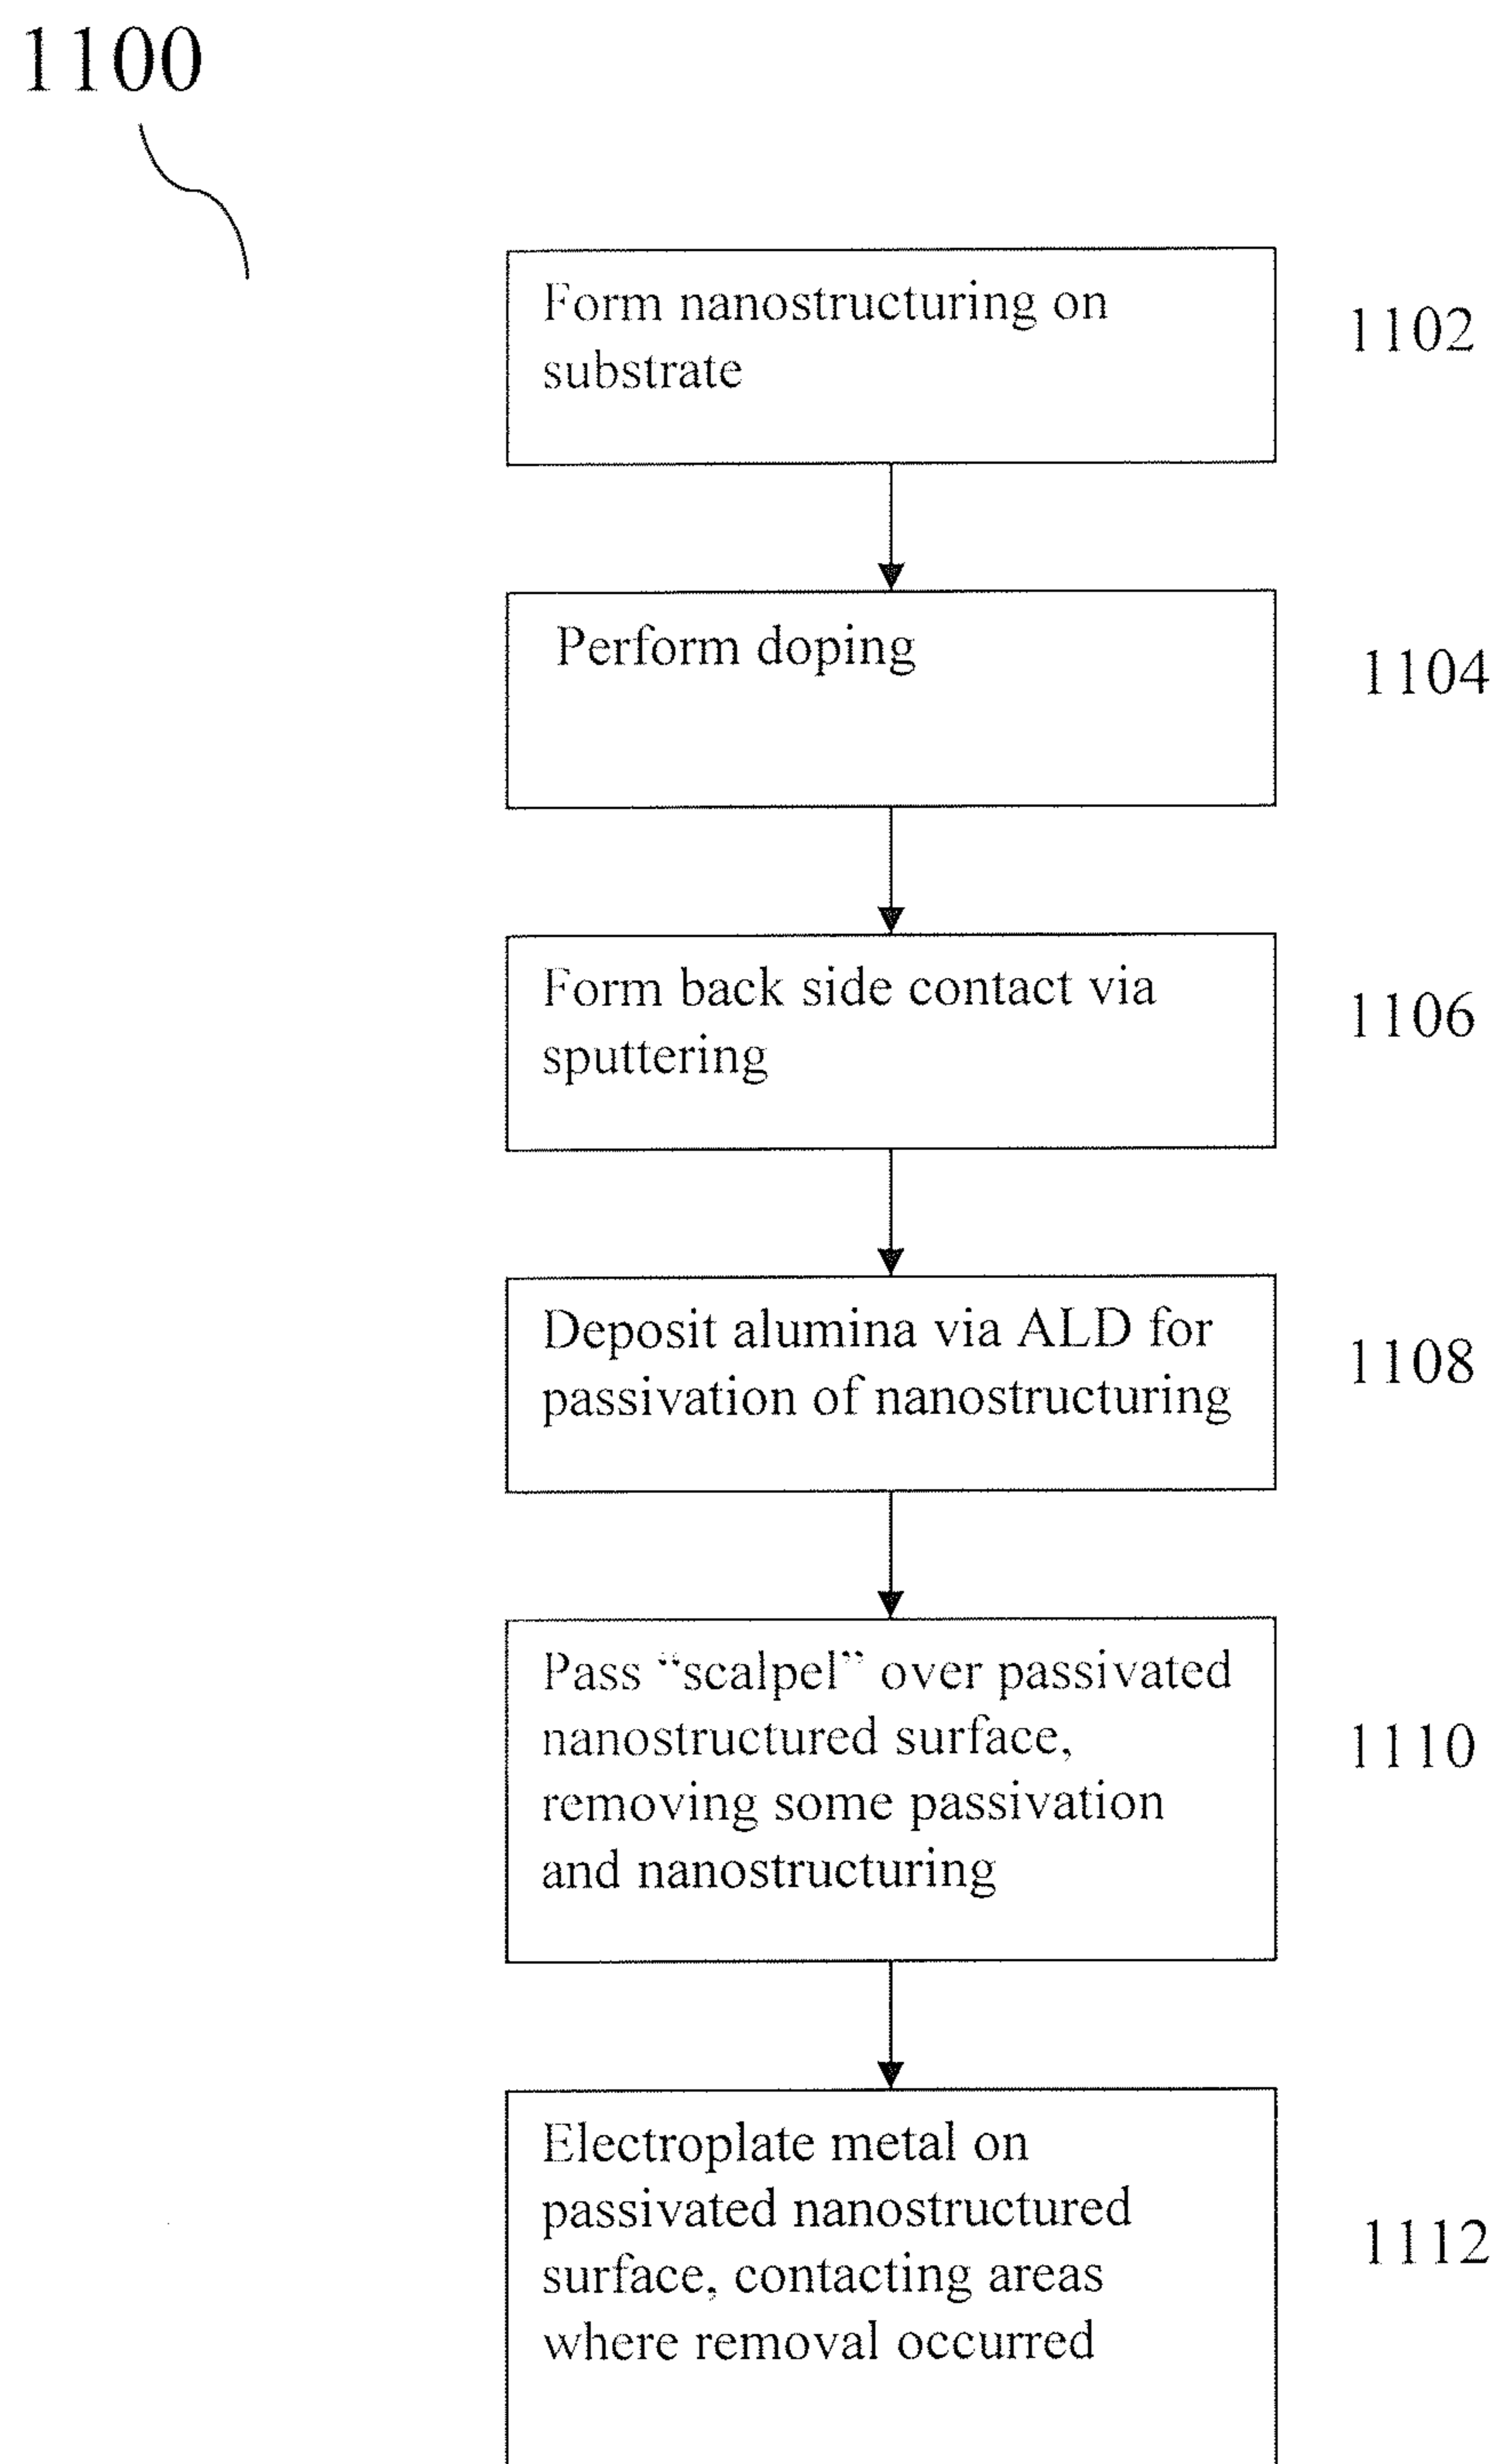 1100
Form nanostructuring on
substrate
1102
Perform doping
1104
Form back side contact via
sputtering
1106
Deposit alumina via ALD for
passivation of nanostructuring
1108
Pass “scalpel” over passivated
nanostructured surface,
removing some passivation
and nanostructuring
1110
Electroplate metal on
passivated nanostructured
surface, contacting areas
where removal occurred
1112